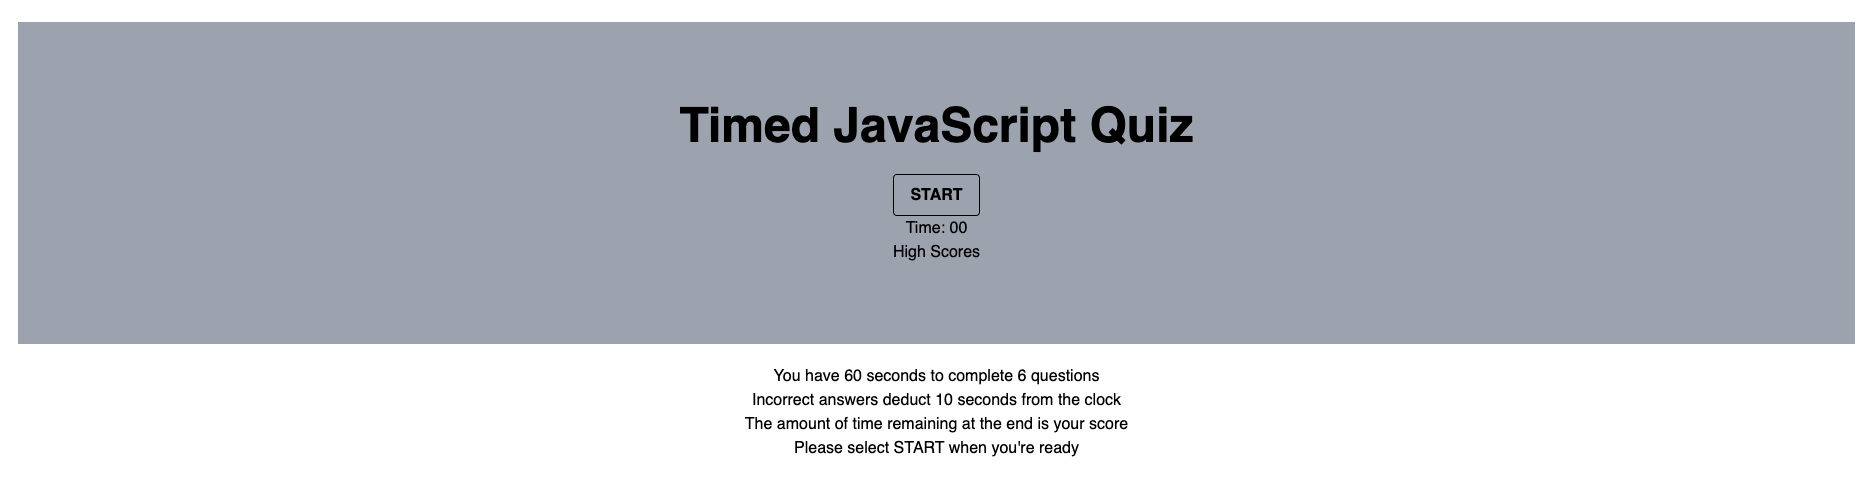 Timed JavaScript Quiz
START
Time: 00
High Scores
You have 60 seconds to complete 6 questions
Incorrect answers deduct 10 seconds from the clock
The amount of time remaining at the end is your score
Please select START when you're ready